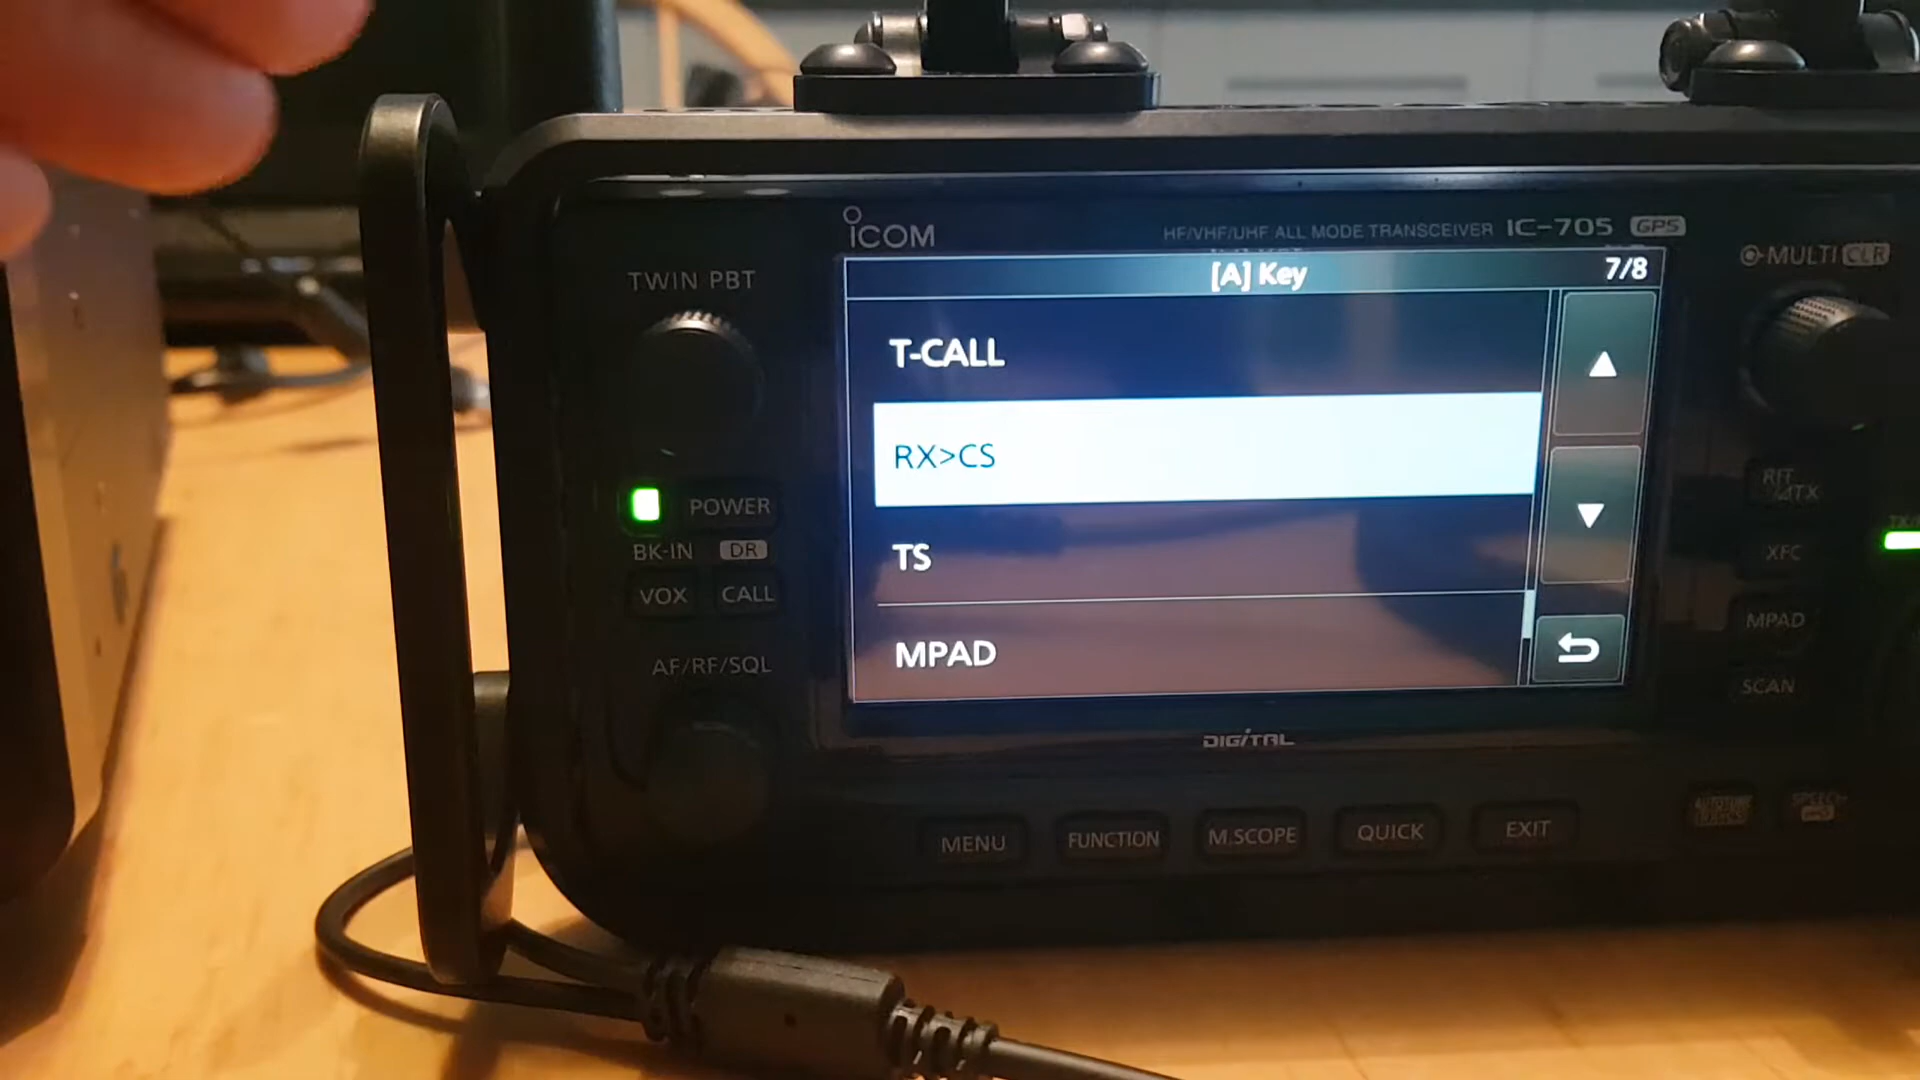 ICOM
HF/VHF/UHF ALL MODE TRANSCEIVER IC-705 GPS
TWIN PBT
MULTI CLR
[A] Key 7/8
T-CALL
RX>CS
TS
MPAD
POWER
BK-IN DR
VOX CALL
AF/RF/SQL
XFC
MPAD
SCAN
DIGITAL
MENU FUNCTION M.SCOPE QUICK EXIT